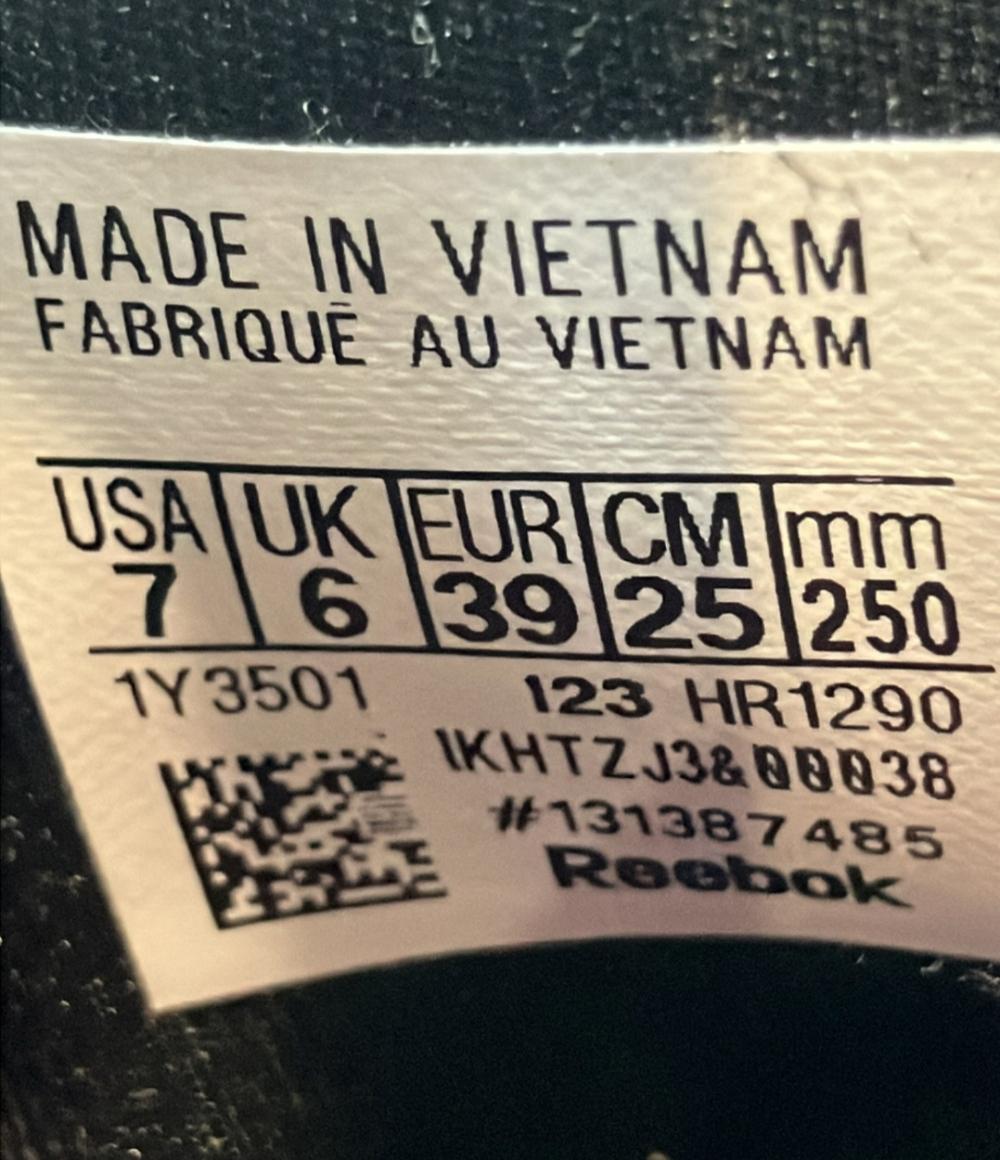 MADE IN VIETNAM
FABRIQUÉ AU VIETNAM
USA UK EUR CM mm
7 6 39 25 250
1Y3501 123 HR1290
IKHTZJ3&00038
#131387485
Reebok